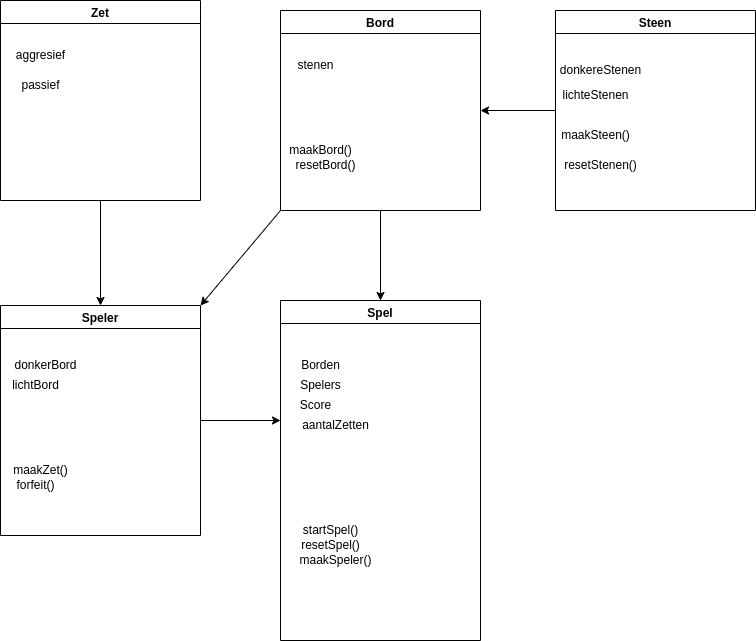 Zet
aggresief
passief
Bord
stenen
maakBord()
resetBord()
Steen
donkereStenen
lichteStenen
maakSteen()
resetStenen()
Speler
donkerBord
lichtBord
maakZet()
forfeit()
Spel
Borden
Spelers
Score
aantalZetten
startSpel()
resetSpel()
maakSpeler()